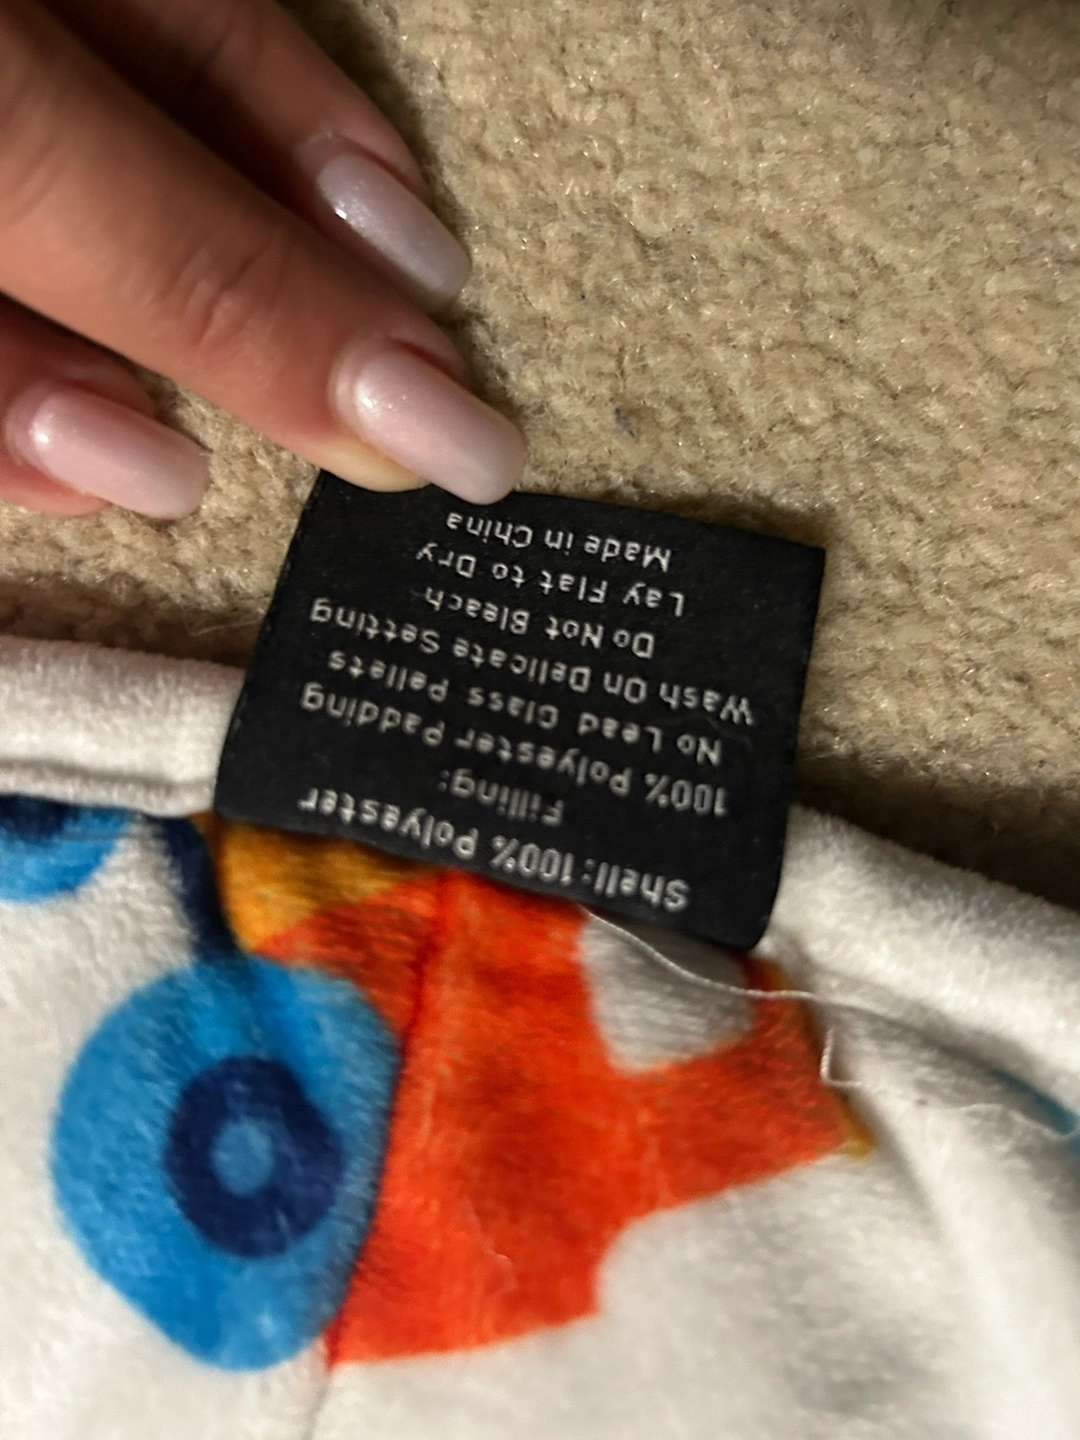 Shell: 100% Polyester
Filling:
100% Polyester Padding
No Lead Glass Pellets
Wash On Delicate Setting
Do Not Bleach
Lay Flat to Dry
Made in China